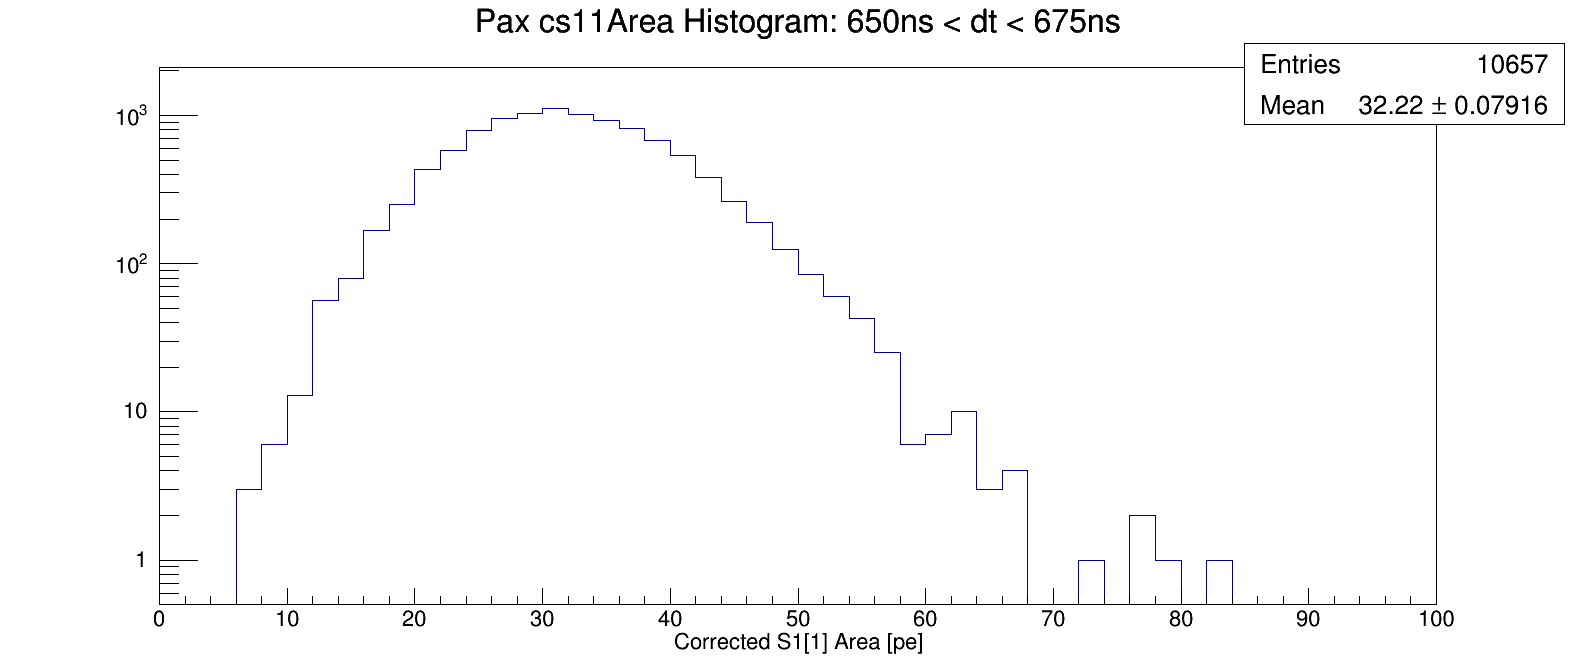 Pax cs11Area Histogram: 650ns < dt < 675ns
Entries 10657
Mean 32.22 ± 0.07916
10³
10²
10
1
0 10 20 30 40 50 60 70 80 90 100
Corrected S1[1] Area [pe]